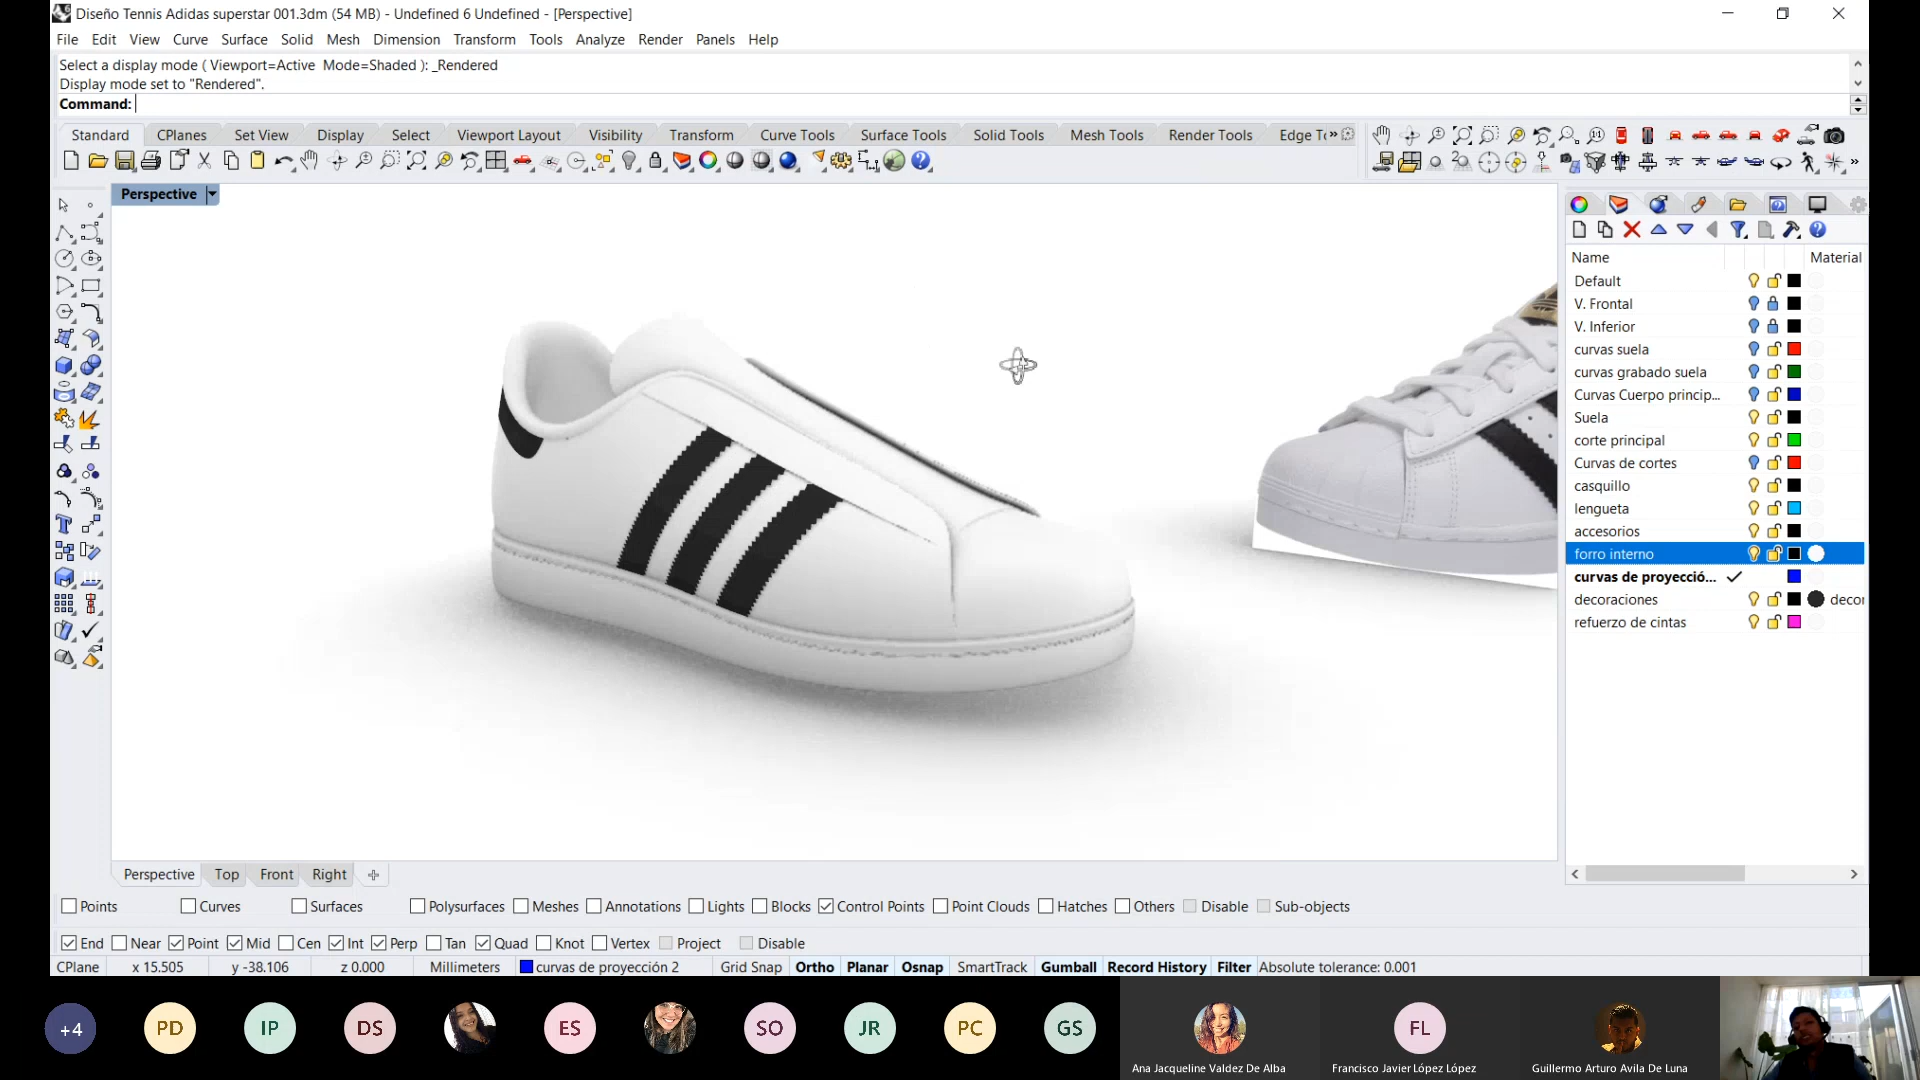 Diseño Tennis Adidas superstar 001.3dm (54 MB) - Undefined 6 Undefined - [Perspective]
File Edit View Curve Surface Solid Mesh Dimension Transform Tools Analyze Render Panels Help
Select a display mode ( Viewport=Active Mode=Shaded ): _Rendered
Display mode set to "Rendered".
Command:
Standard CPlanes Set View Display Select Viewport Layout Visibility Transform Curve Tools Surface Tools Solid Tools Mesh Tools Render Tools Edge To
Perspective
Name Material
Default
V. Frontal
V. Inferior
curvas suela
curvas grabado suela
Curvas Cuerpo princip...
Suela
corte principal
Curvas de cortes
casquillo
lengueta
accesorios
forro interno
curvas de proyecció...
decoraciones decor
refuerzo de cintas
Perspective Top Front Right
Points Curves Surfaces Polysurfaces Meshes Annotations Lights Blocks Control Points Point Clouds Hatches Others Disable Sub-objects
End Near Point Mid Cen Int Perp Tan Quad Knot Vertex Project Disable
CPlane x 15.505 y -38.106 z 0.000 Millimeters curvas de proyección 2 Grid Snap Ortho Planar Osnap SmartTrack Gumball Record History Filter Absolute tolerance: 0.001
+4 PD IP DS ES SO JR PC GS FL
Ana Jacqueline Valdez De Alba Francisco Javier López López Guillermo Arturo Avila De Luna